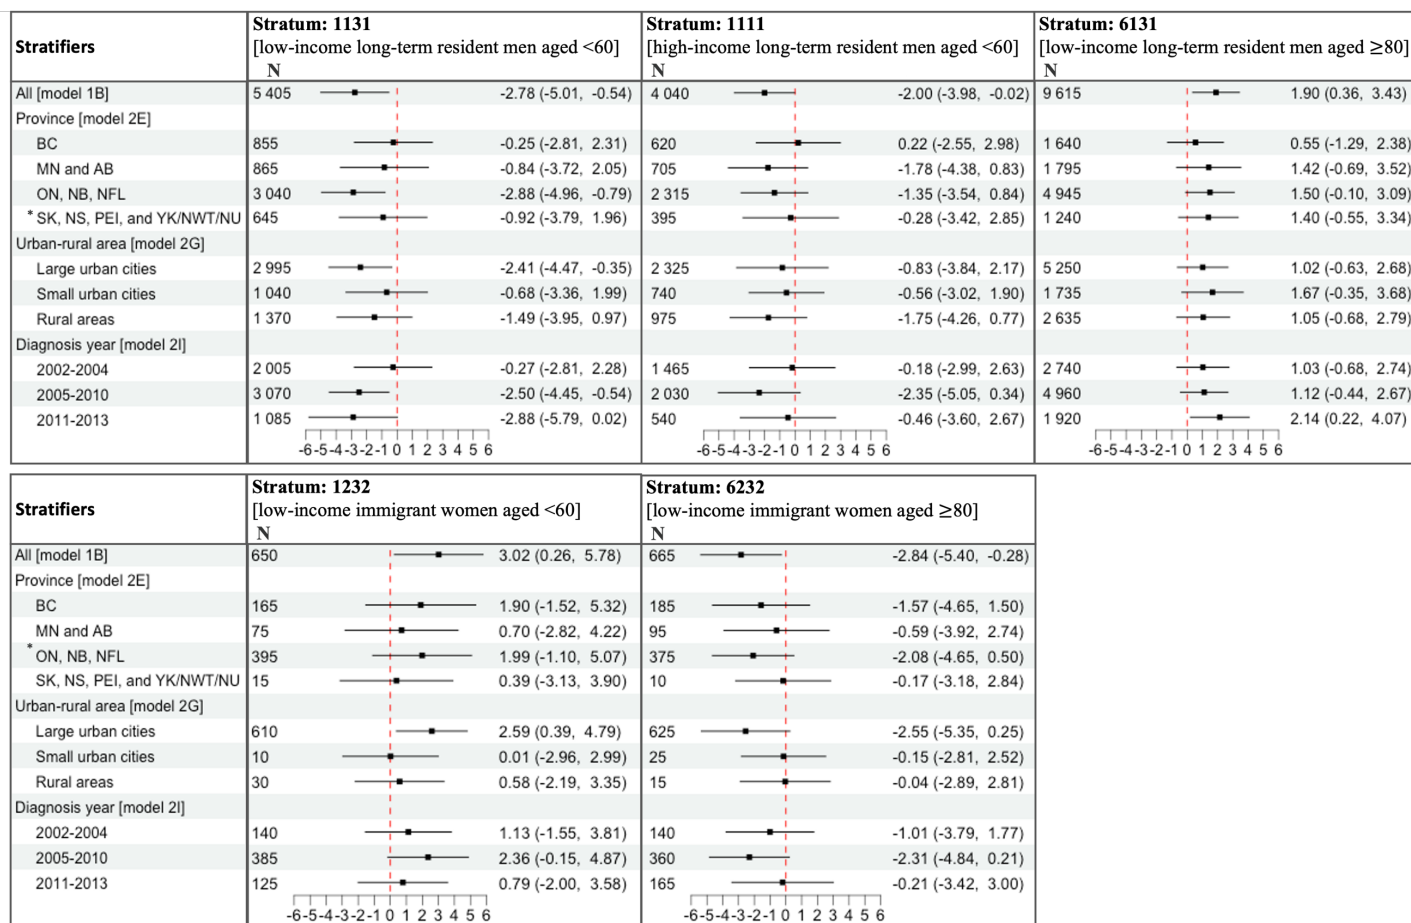 Stratifiers
Stratum: 1131
[low-income long-term resident men aged <60]
N
Stratum: 1111
[high-income long-term resident men aged <60]
N
Stratum: 6131
[low-income long-term resident men aged ≥80]
N
All [model 1B] 5 405 -2.78 (-5.01, -0.54) 4 040 -2.00 (-3.98, -0.02) 9 615 1.90 (0.36, 3.43)
Province [model 2E]
BC 855 -0.25 (-2.81, 2.31) 620 0.22 (-2.55, 2.98) 1 640 0.55 (-1.29, 2.38)
MN and AB 865 -0.84 (-3.72, 2.05) 705 -1.78 (-4.38, 0.83) 1 795 1.42 (-0.69, 3.52)
ON, NB, NFL 3 040 -2.88 (-4.96, -0.79) 2 315 -1.35 (-3.54, 0.84) 4 945 1.50 (-0.10, 3.09)
* SK, NS, PEI, and YK/NWT/NU 645 -0.92 (-3.79, 1.96) 395 -0.28 (-3.42, 2.85) 1 240 1.40 (-0.55, 3.34)
Urban-rural area [model 2G]
Large urban cities 2 995 -2.41 (-4.47, -0.35) 2 325 -0.83 (-3.84, 2.17) 5 250 1.02 (-0.63, 2.68)
Small urban cities 1 040 -0.68 (-3.36, 1.99) 740 -0.56 (-3.02, 1.90) 1 735 1.67 (-0.35, 3.68)
Rural areas 1 370 -1.49 (-3.95, 0.97) 975 -1.75 (-4.26, 0.77) 2 635 1.05 (-0.68, 2.79)
Diagnosis year [model 2I]
2002-2004 2 005 -0.27 (-2.81, 2.28) 1 465 -0.18 (-2.99, 2.63) 2 740 1.03 (-0.68, 2.74)
2005-2010 3 070 -2.50 (-4.45, -0.54) 2 030 -2.35 (-5.05, 0.34) 4 960 1.12 (-0.44, 2.67)
2011-2013 1 085 -2.88 (-5.79, 0.02) 540 -0.46 (-3.60, 2.67) 1 920 2.14 (0.22, 4.07)
-6-5-4-3-2-1 0 1 2 3 4 5 6 -6-5-4-3-2-1 0 1 2 3 4 5 6 -6-5-4-3-2-1 0 1 2 3 4 5 6
Stratifiers
Stratum: 1232
[low-income immigrant women aged <60]
N
Stratum: 6232
[low-income immigrant women aged ≥80]
N
All [model 1B] 650 3.02 (0.26, 5.78) 665 -2.84 (-5.40, -0.28)
Province [model 2E]
BC 165 1.90 (-1.52, 5.32) 185 -1.57 (-4.65, 1.50)
MN and AB 75 0.70 (-2.82, 4.22) 95 -0.59 (-3.92, 2.74)
* ON, NB, NFL 395 1.99 (-1.10, 5.07) 375 -2.08 (-4.65, 0.50)
SK, NS, PEI, and YK/NWT/NU 15 0.39 (-3.13, 3.90) 10 -0.17 (-3.18, 2.84)
Urban-rural area [model 2G]
Large urban cities 610 2.59 (0.39, 4.79) 625 -2.55 (-5.35, 0.25)
Small urban cities 10 0.01 (-2.96, 2.99) 25 -0.15 (-2.81, 2.52)
Rural areas 30 0.58 (-2.19, 3.35) 15 -0.04 (-2.89, 2.81)
Diagnosis year [model 2I]
2002-2004 140 1.13 (-1.55, 3.81) 140 -1.01 (-3.79, 1.77)
2005-2010 385 2.36 (-0.15, 4.87) 360 -2.31 (-4.84, 0.21)
2011-2013 125 0.79 (-2.00, 3.58) 165 -0.21 (-3.42, 3.00)
-6-5-4-3-2-1 0 1 2 3 4 5 6 -6-5-4-3-2-1 0 1 2 3 4 5 6